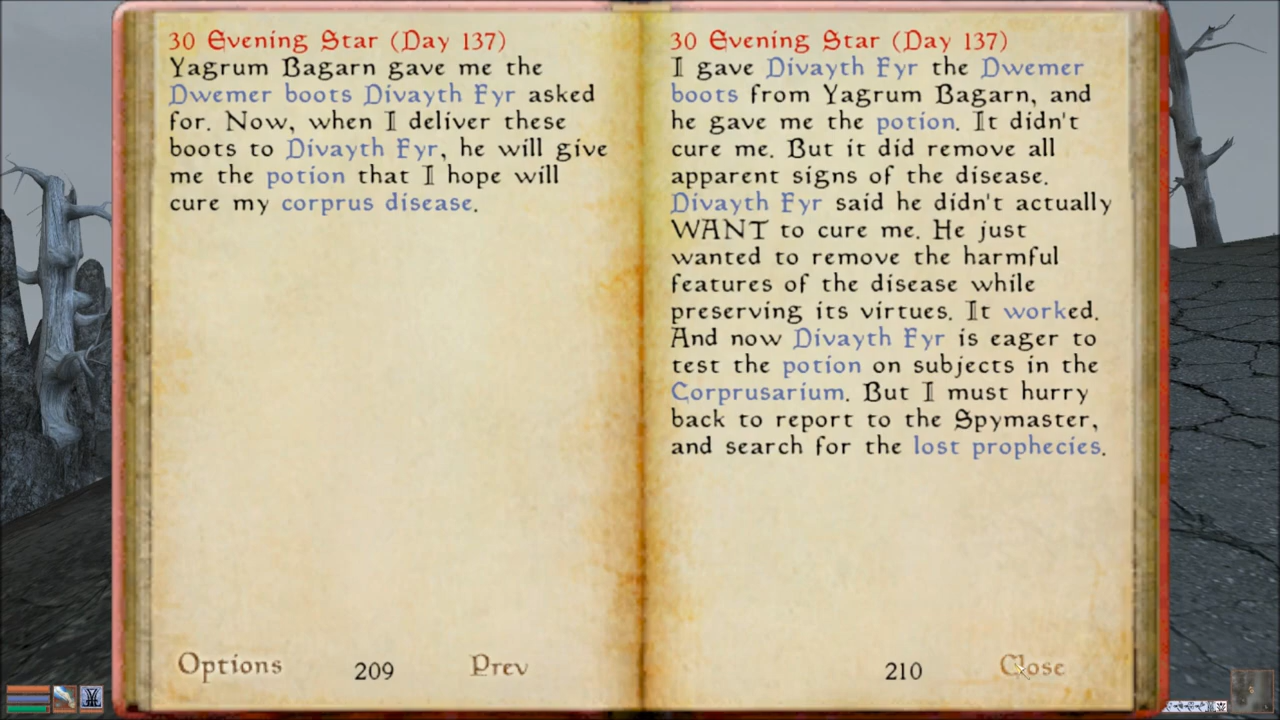 30 Evening Star (Day 137)
Yagrum Bagarn gave me the
Dwemer boots Divayth Fyr asked
for. Now, when I deliver these
boots to Divayth Fyr, he will give
me the potion that I hope will
cure my corprus disease.
30 Evening Star (Day 137)
I gave Divayth Fyr the Dwemer
boots from Yagrum Bagarn, and
he gave me the potion. It didn't
cure me. But it did remove all
apparent signs of the disease.
Divayth Fyr said he didn't actually
WANT to cure me. He just
wanted to remove the harmful
features of the disease while
preserving its virtues. It worked.
And now Divayth Fyr is eager to
test the potion on subjects in the
Corprusarium. But I must hurry
back to report to the Spymaster,
and search for the lost prophecies.
Options 209 Prev
210 Close